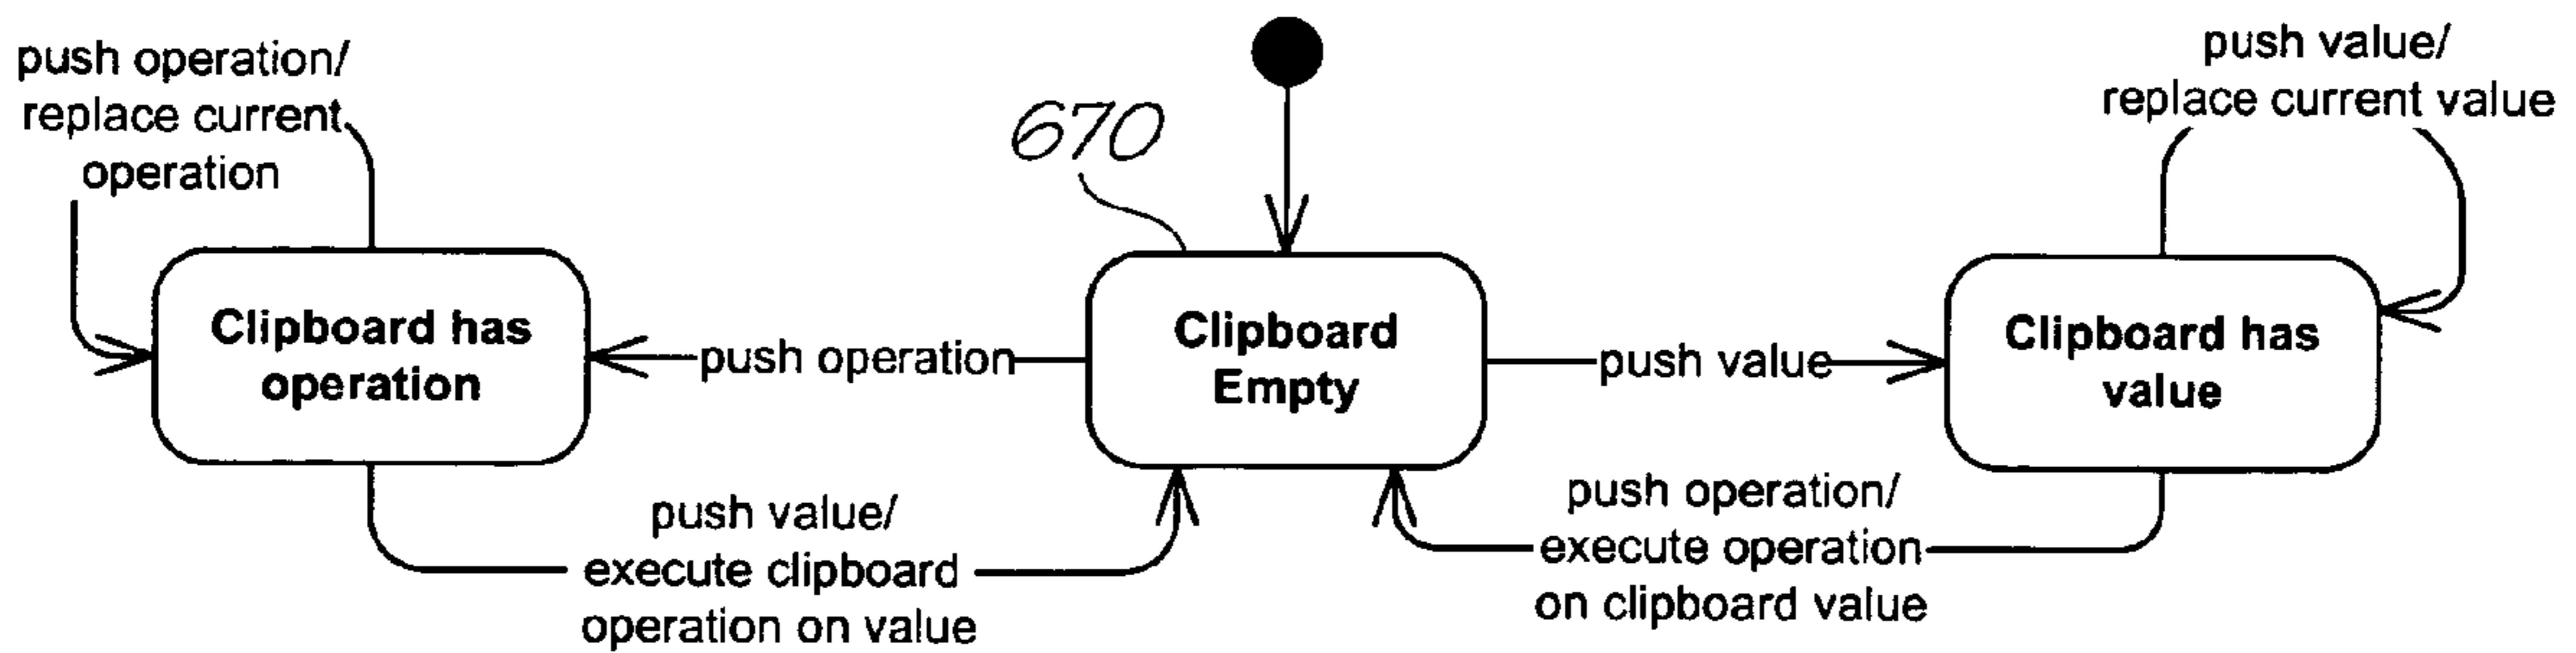 push operation/
replace current
operation
670
push value/
replace current value
Clipboard has
operation
push operation
Clipboard
Empty
push value
Clipboard has
value
push value/
execute clipboard
operation on value
push operation/
execute operation
on clipboard value